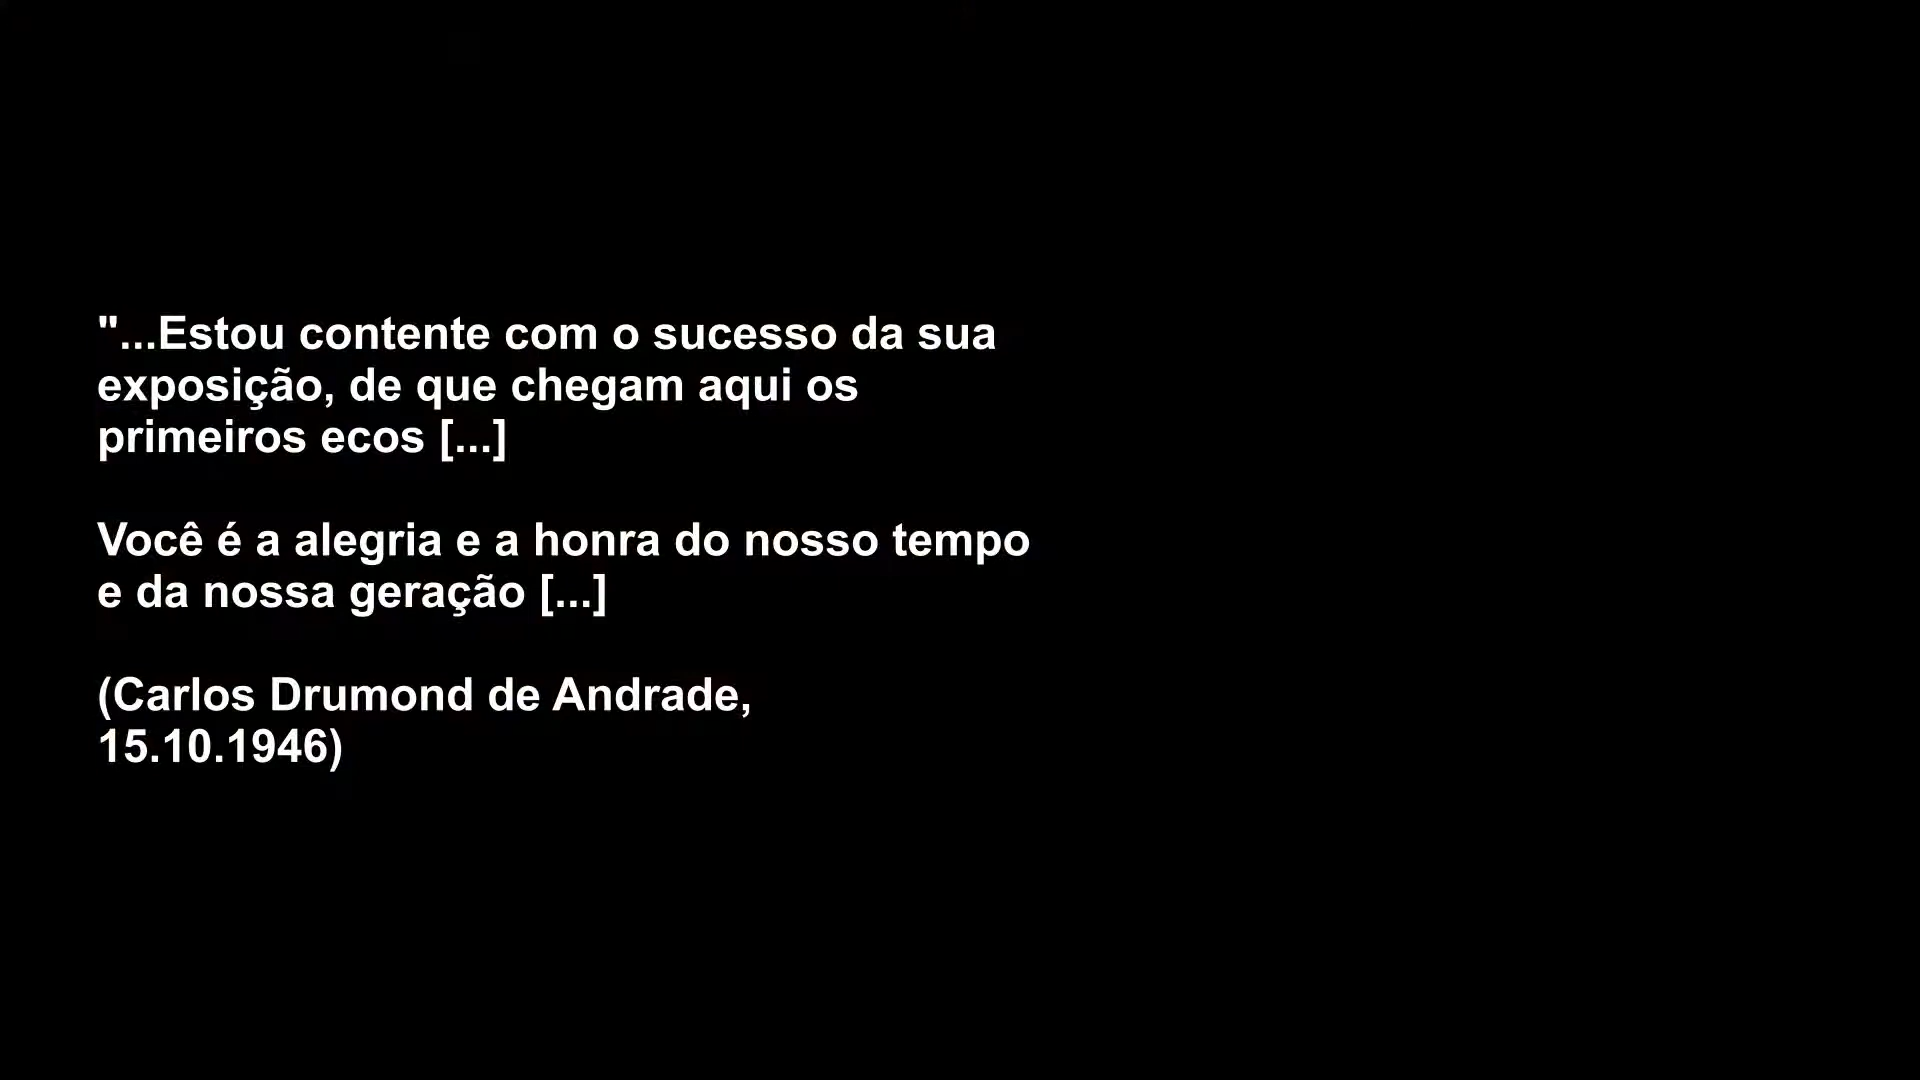 "...Estou contente com o sucesso da sua
exposição, de que chegam aqui os
primeiros ecos [...]
Você é a alegria e a honra do nosso tempo
e da nossa geração [...]
(Carlos Drumond de Andrade,
15.10.1946)